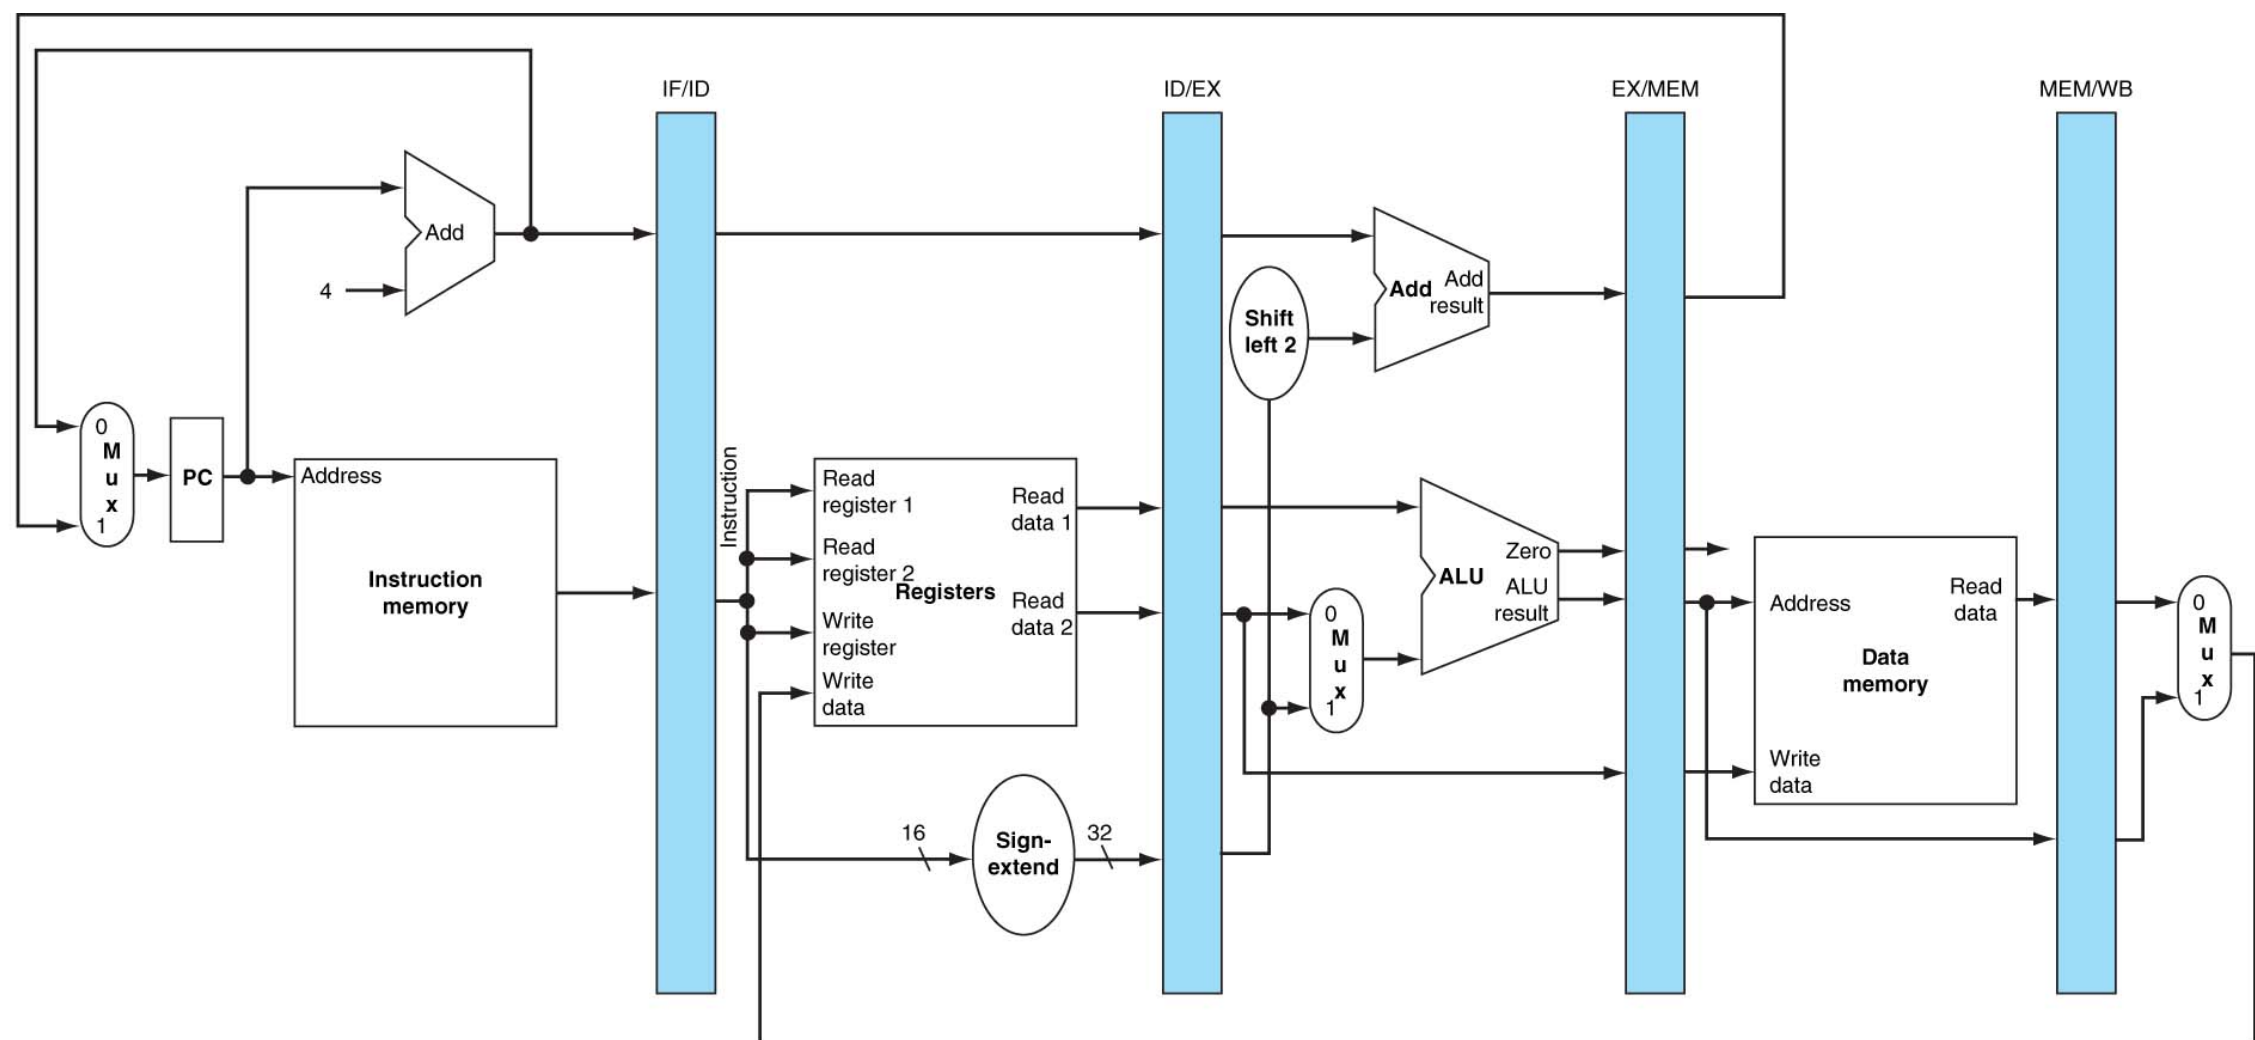 IF/ID
ID/EX
EX/MEM
MEM/WB
Add
4
Add
Add
result
Shift
left 2
0
M
u
x
1
PC
Address
Instruction
memory
Instruction
Read
register 1
Read
register 2
Write
register
Write
data
Registers
Read
data 1
Read
data 2
16
Sign-
extend
32
0
M
u
x
1
Zero
ALU
ALU
result
Address
Read
data
Data
memory
Write
data
0
M
u
x
1